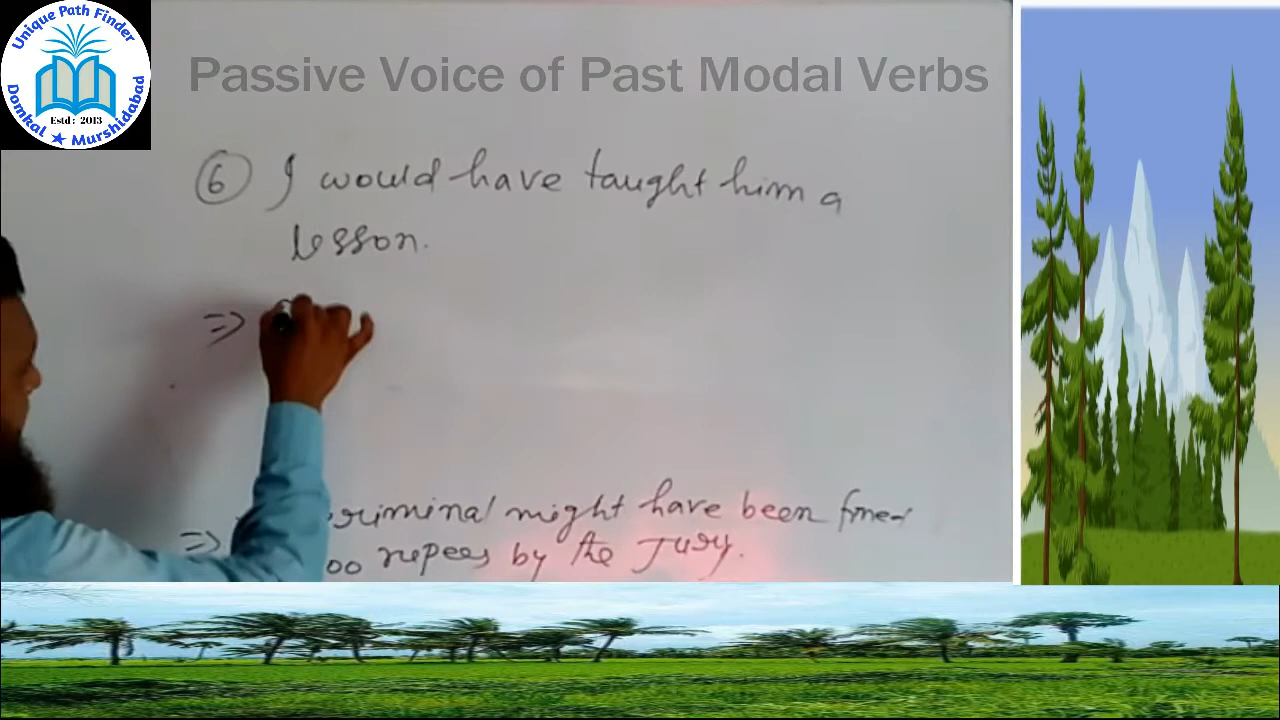 Unique Path Finder
Estd : 2013
Domkal ★ Murshidabad
Passive Voice of Past Modal Verbs
⑥ I would have taught him a
lesson.
⇒
⇒ criminal might have been fined
00 rupees by the Jury.